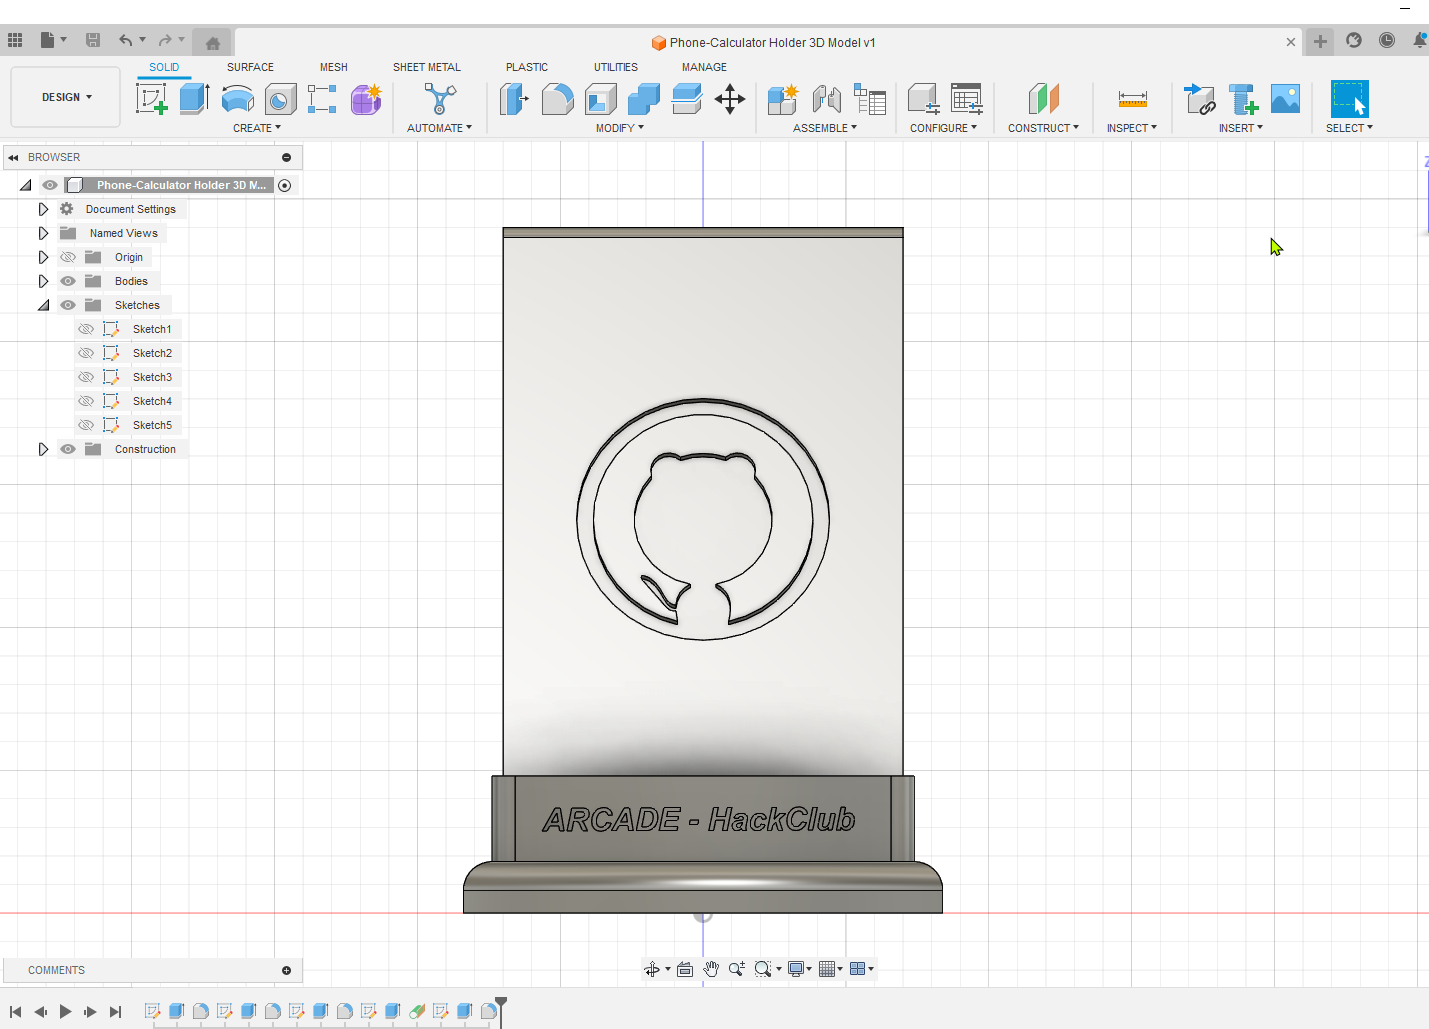 Phone-Calculator Holder 3D Model v1
SOLID SURFACE MESH SHEET METAL PLASTIC UTILITIES MANAGE
DESIGN
CREATE AUTOMATE MODIFY ASSEMBLE CONFIGURE CONSTRUCT INSPECT INSERT SELECT
BROWSER
Phone-Calculator Holder 3D M...
Document Settings
Named Views
Origin
Bodies
Sketches
Sketch1
Sketch2
Sketch3
Sketch4
Sketch5
Construction
Z
ARCADE - HackClub
COMMENTS